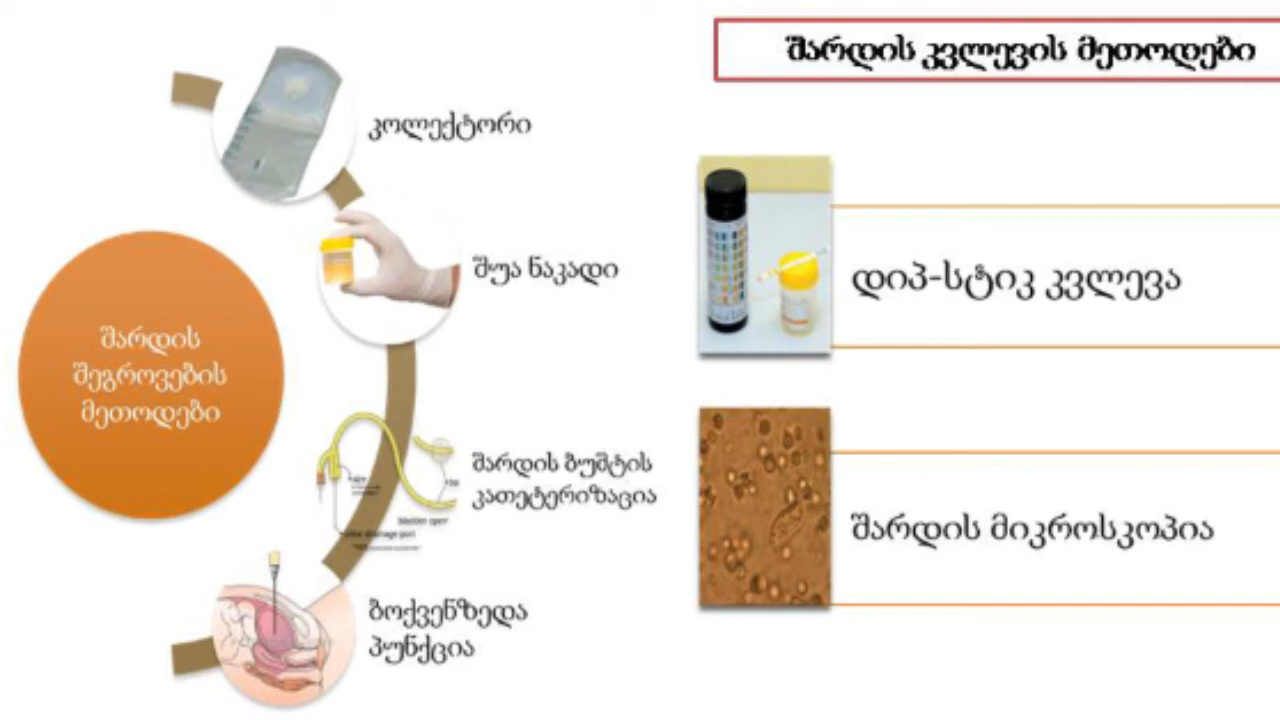 შარდის კვლევის მეთოდები
კოლექტორი
შუა ნაკადი
შარდის
შეგროვების
მეთოდები
დიპ-სტიკ კვლევა
შარდის ბუშტის
კათეტერიზაცია
შარდის მიკროსკოპია
ბოქვენზედა
პუნქცია